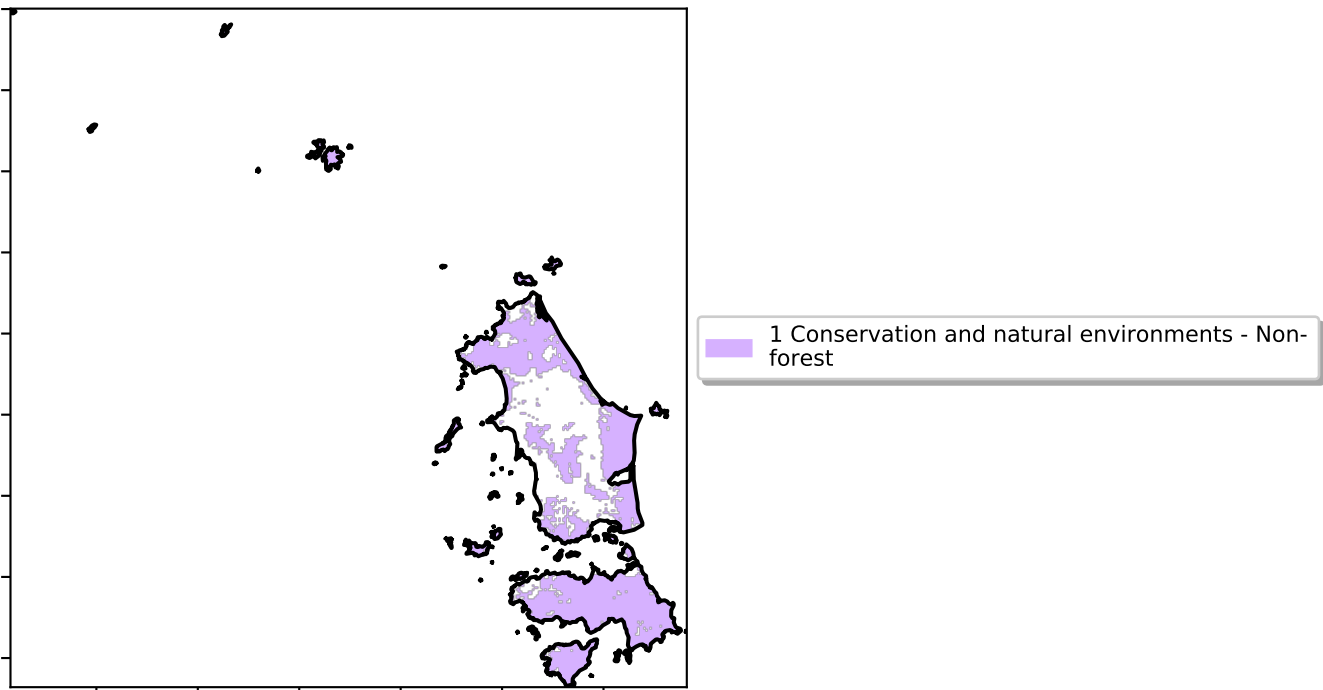 1 Conservation and natural environments - Non-
forest